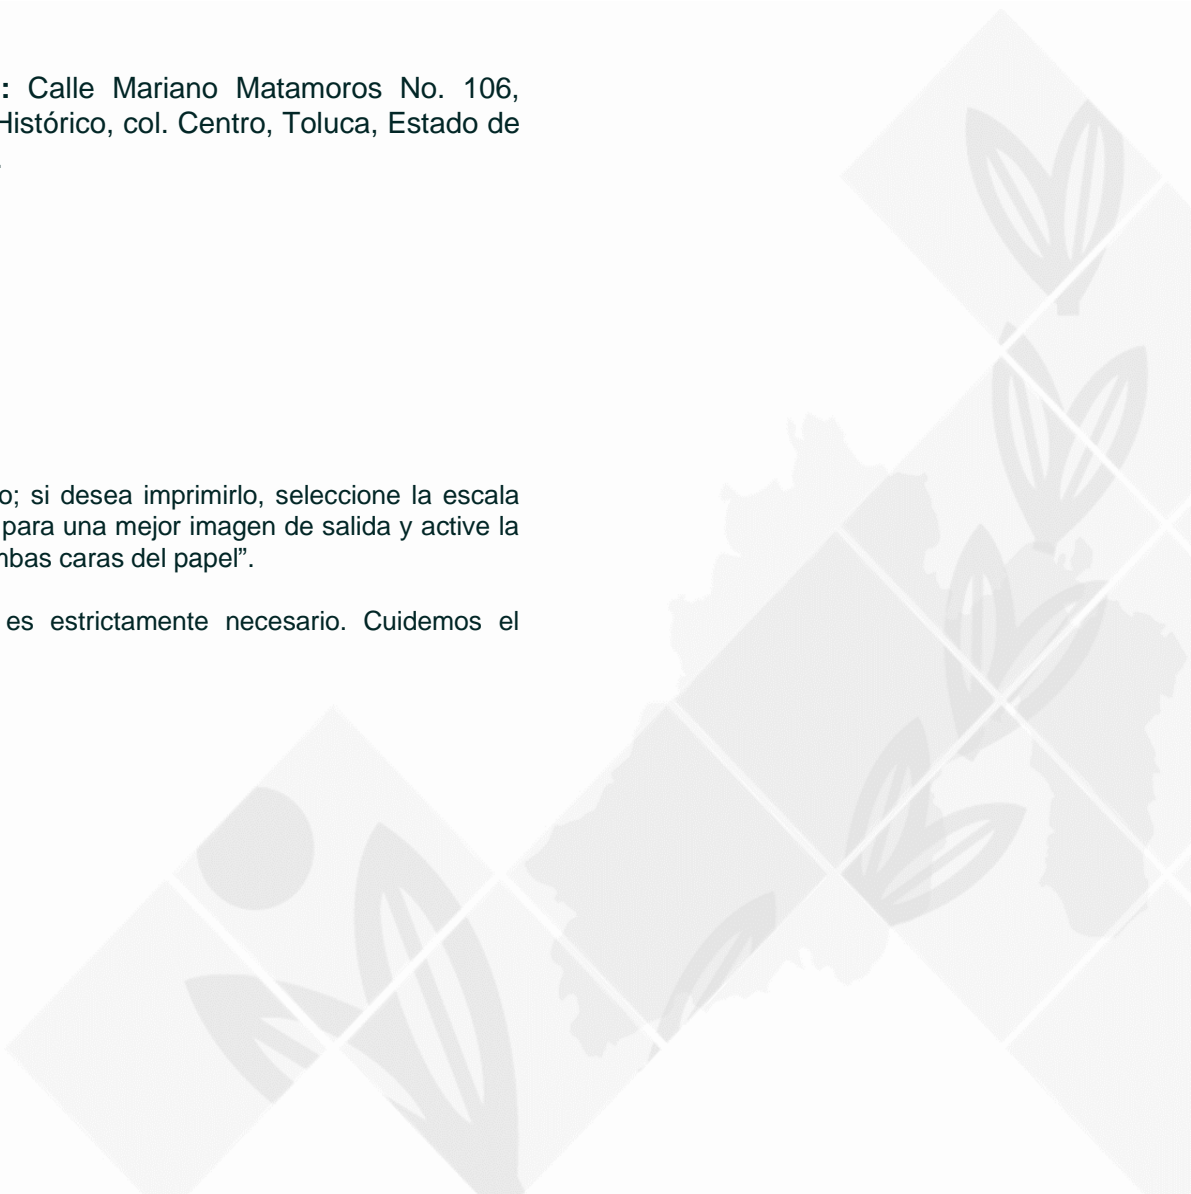 : Calle Mariano Matamoros No. 106,
Histórico, col. Centro, Toluca, Estado de
.
o; si desea imprimirlo, seleccione la escala
para una mejor imagen de salida y active la
mbas caras del papel”.
es estrictamente necesario. Cuidemos el